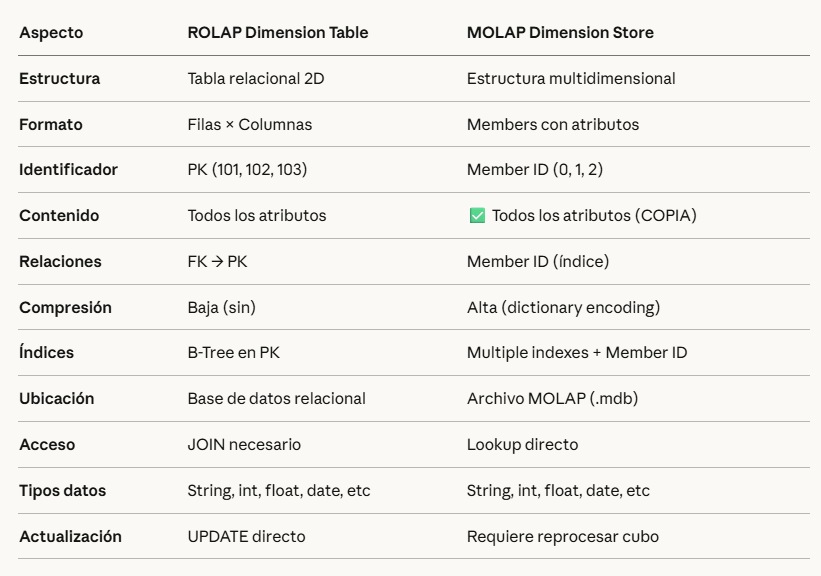 Aspecto ROLAP Dimension Table MOLAP Dimension Store
Estructura Tabla relacional 2D Estructura multidimensional
Formato Filas × Columnas Members con atributos
Identificador PK (101, 102, 103) Member ID (0, 1, 2)
Contenido Todos los atributos ✅ Todos los atributos (COPIA)
Relaciones FK → PK Member ID (índice)
Compresión Baja (sin) Alta (dictionary encoding)
Índices B-Tree en PK Multiple indexes + Member ID
Ubicación Base de datos relacional Archivo MOLAP (.mdb)
Acceso JOIN necesario Lookup directo
Tipos datos String, int, float, date, etc String, int, float, date, etc
Actualización UPDATE directo Requiere reprocesar cubo